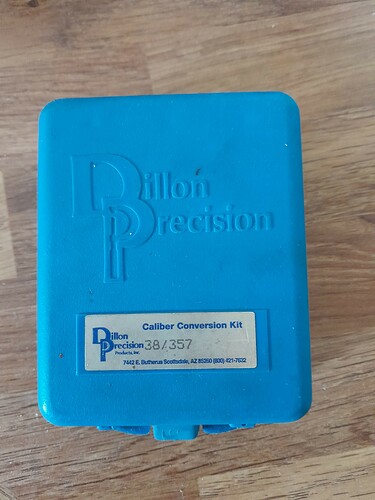 Dillon
Precision
Caliber Conversion Kit
Dillon
Precision 38/357
Products, Inc.
7442 E. Butherus Scottsdale, AZ 85260 (800) 421-7632